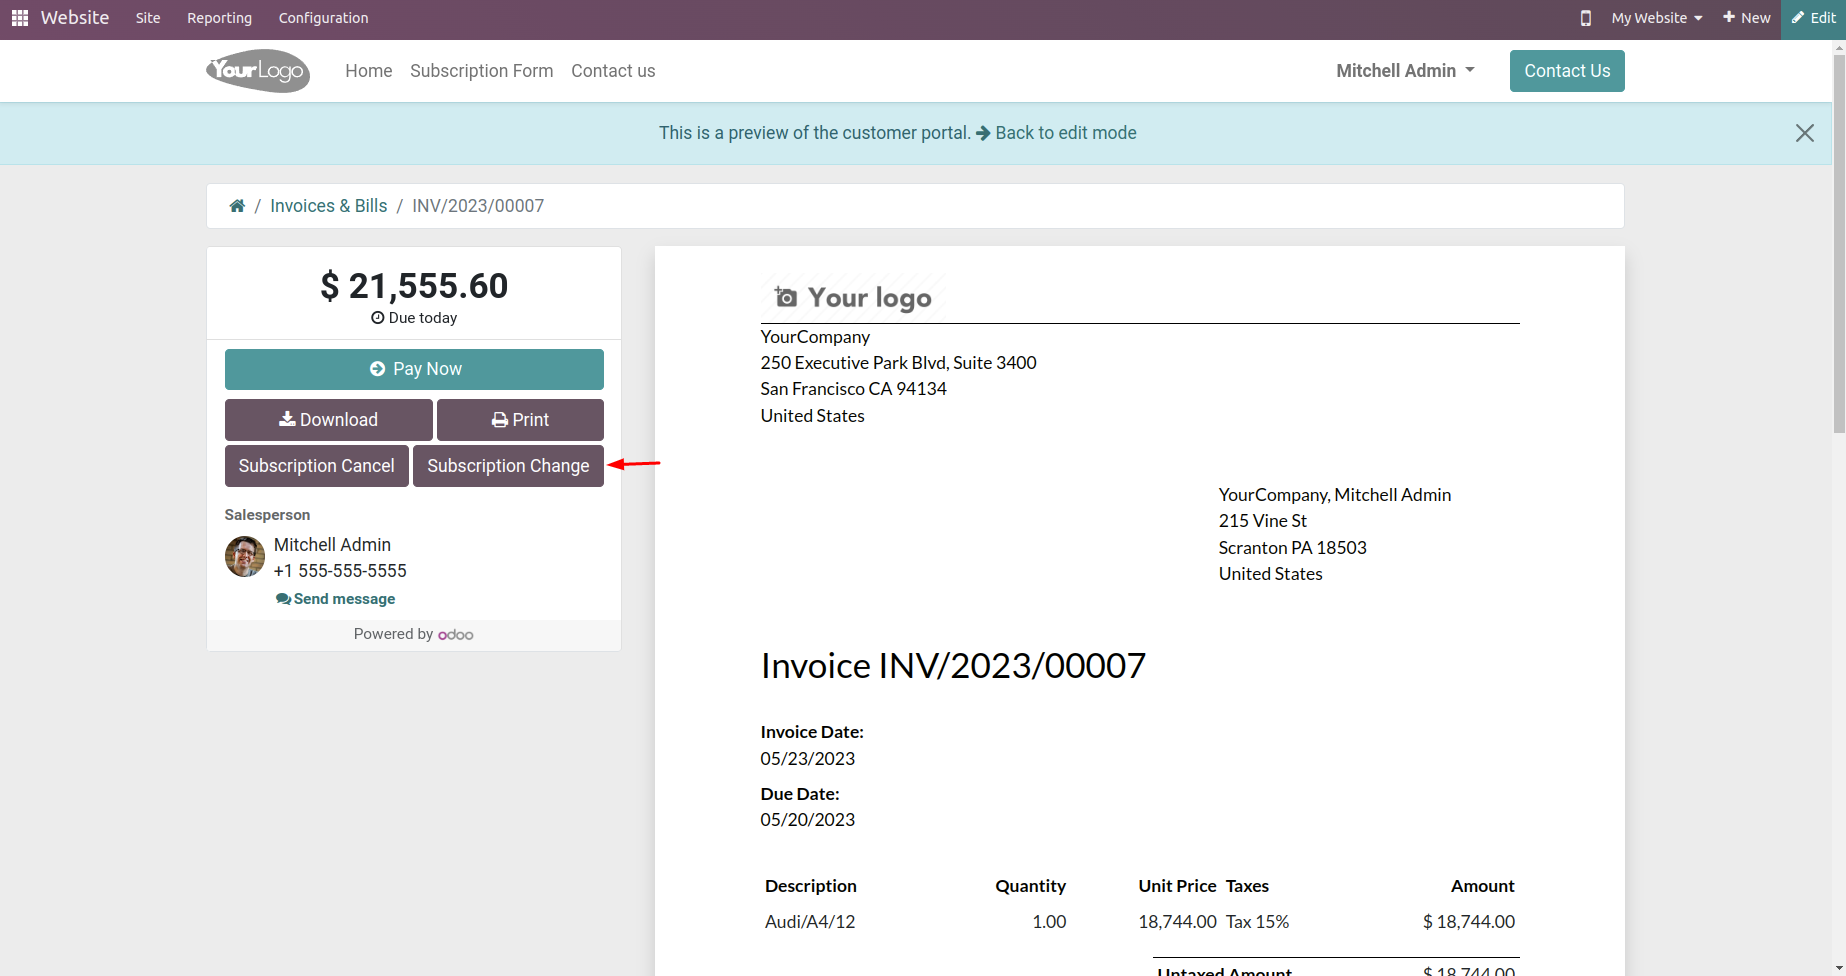 Website Site Reporting Configuration My Website New Edit
YourLogo Home Subscription Form Contact us Mitchell Admin Contact Us
This is a preview of the customer portal. Back to edit mode
/ Invoices & Bills / INV/2023/00007
$ 21,555.60
Due today
Pay Now
Download Print
Subscription Cancel Subscription Change
Salesperson
Mitchell Admin
+1 555-555-5555
Send message
Powered by odoo
Your logo
YourCompany
250 Executive Park Blvd, Suite 3400
San Francisco CA 94134
United States
YourCompany, Mitchell Admin
215 Vine St
Scranton PA 18503
United States
Invoice INV/2023/00007
Invoice Date:
05/23/2023
Due Date:
05/20/2023
Description Quantity Unit Price Taxes Amount
Audi/A4/12 1.00 18,744.00 Tax 15% $ 18,744.00
Untaxed Amount $ 18,744.00